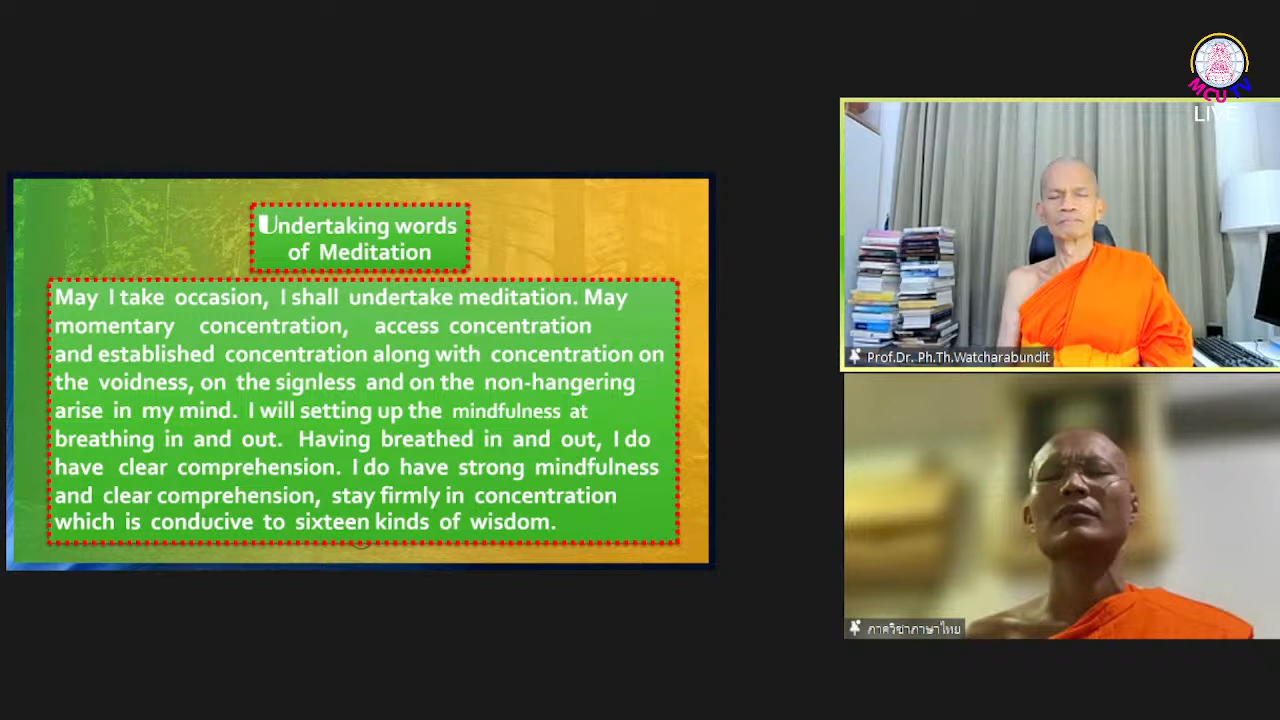 MCU TV
LIVE
Undertaking words
of Meditation
May I take occasion, I shall undertake meditation. May
momentary concentration, access concentration
and established concentration along with concentration on
the voidness, on the signless and on the non-hangering
arise in my mind. I will setting up the mindfulness at
breathing in and out. Having breathed in and out, I do
have clear comprehension. I do have strong mindfulness
and clear comprehension, stay firmly in concentration
which is conducive to sixteen kinds of wisdom.
Prof.Dr. Ph.Th.Watcharabundit
ภาควิชาภาษาไทย